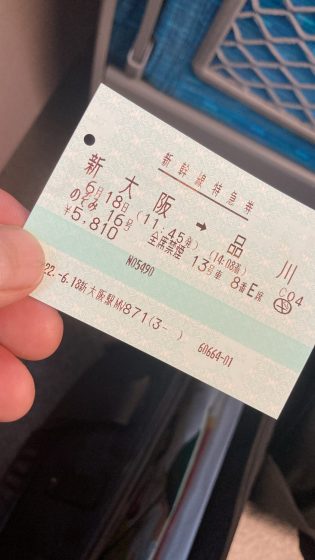 新幹線特急券
新大阪 → 品川
6月18日 (11:45発) (14:08着) C04
のぞみ 16号 13号車 8番E席
¥5,810 全席禁煙
N05490
22.-6.18新大阪駅MV871(3- ) 60664-01